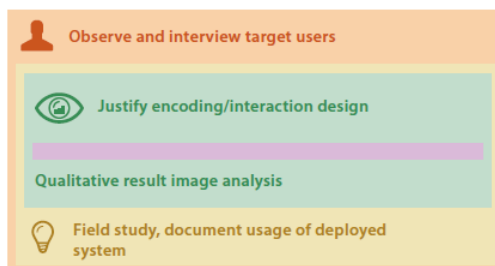 Observe and interview target users
Justify encoding/interaction design
Qualitative result image analysis
Field study, document usage of deployed
system